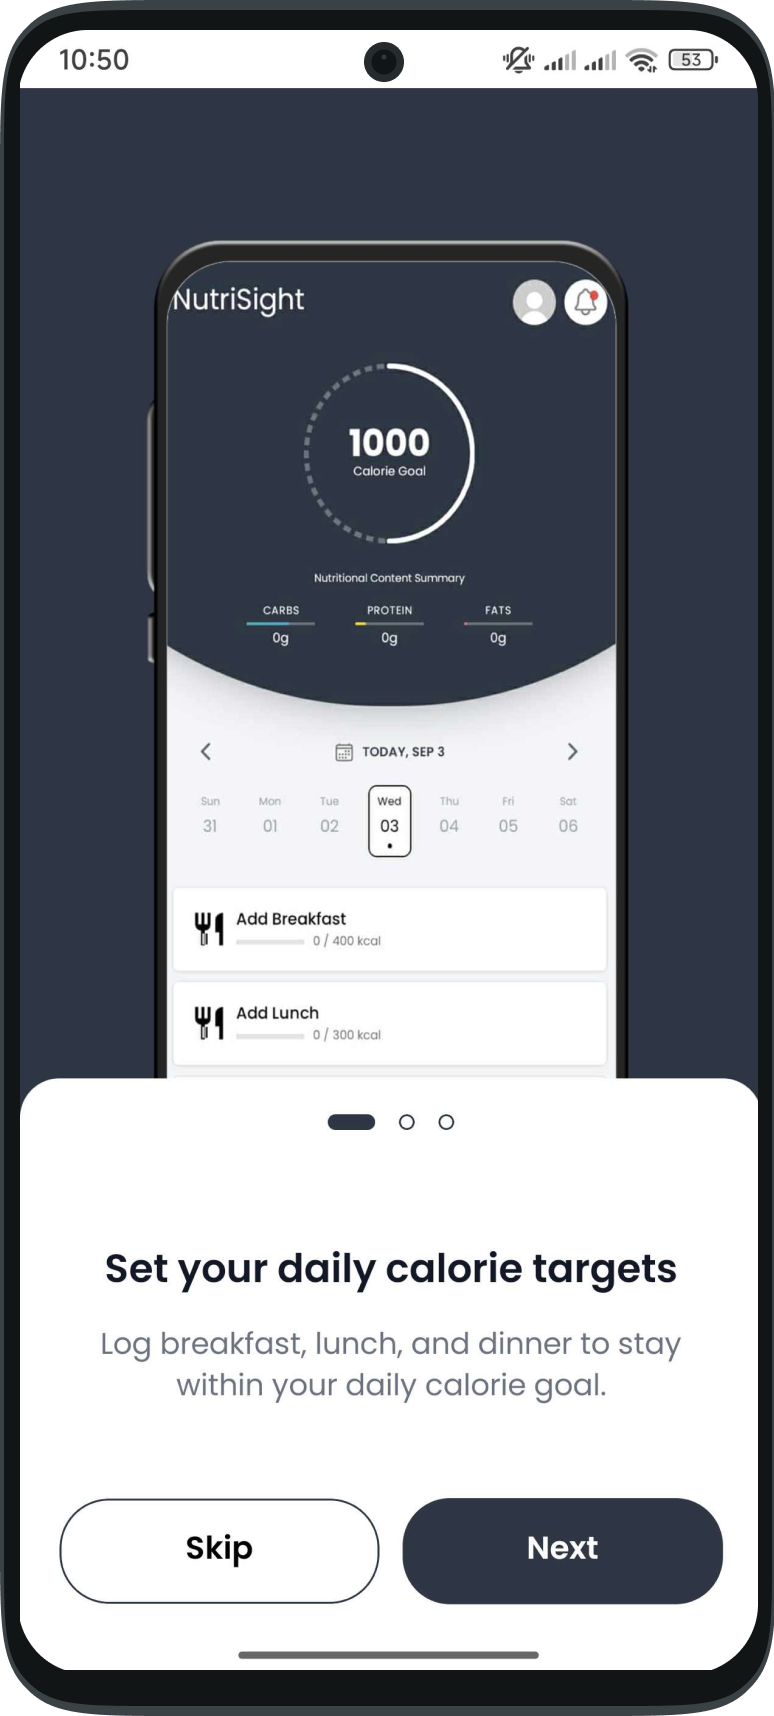 10:50
53
NutriSight
1000
Calorie Goal
Nutritional Content Summary
CARBS PROTEIN FATS
0g 0g 0g
TODAY, SEP 3
Sun Mon Tue Wed Thu Fri Sat
31 01 02 03 04 05 06
Add Breakfast
0 / 400 kcal
Add Lunch
0 / 300 kcal
Set your daily calorie targets
Log breakfast, lunch, and dinner to stay
within your daily calorie goal.
Skip Next